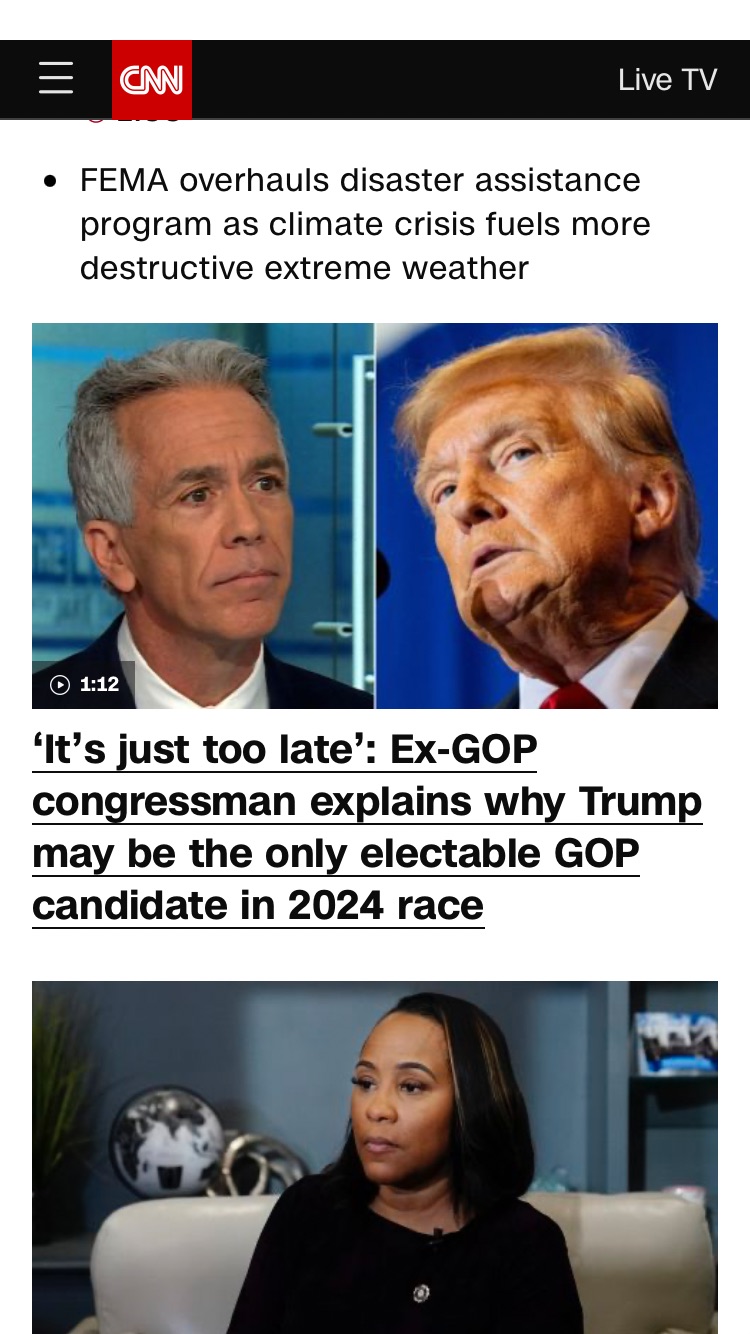 CNN
Live TV
• FEMA overhauls disaster assistance
program as climate crisis fuels more
destructive extreme weather
1:12
‘It’s just too late’: Ex-GOP
congressman explains why Trump
may be the only electable GOP
candidate in 2024 race